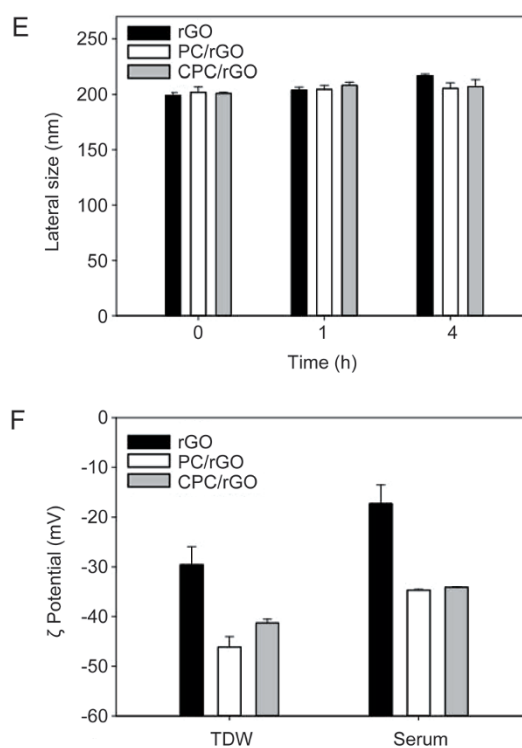 E
250
200
150
100
50
0
Lateral size (nm)
rGO
PC/rGO
CPC/rGO
0 1 4
Time (h)
F
0
-10
-20
-30
-40
-50
-60
ζ Potential (mV)
rGO
PC/rGO
CPC/rGO
TDW Serum